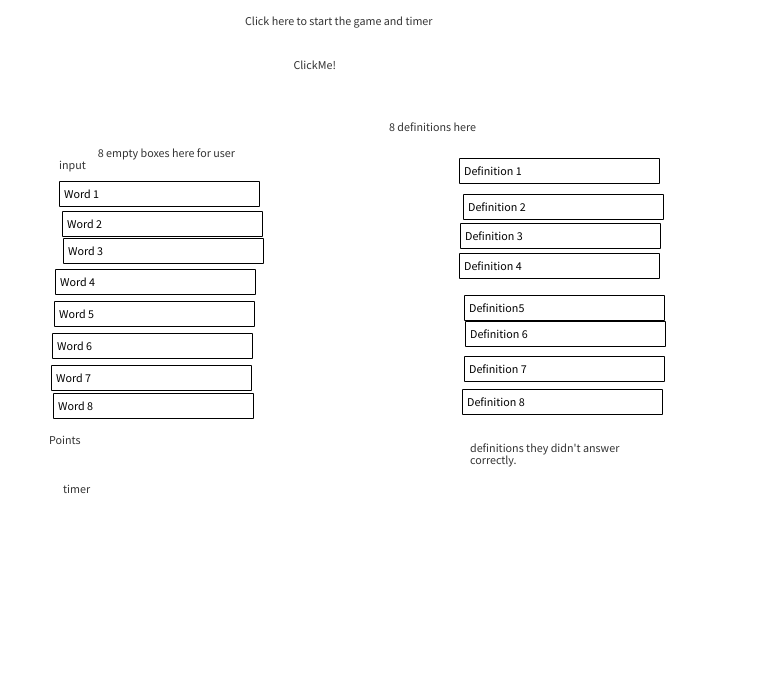 Click here to start the game and timer
ClickMe!
8 definitions here
8 empty boxes here for user
input
Word 1
Word 2
Word 3
Word 4
Word 5
Word 6
Word 7
Word 8
Points
timer
Definition 1
Definition 2
Definition 3
Definition 4
Definition5
Definition 6
Definition 7
Definition 8
definitions they didn't answer
correctly.